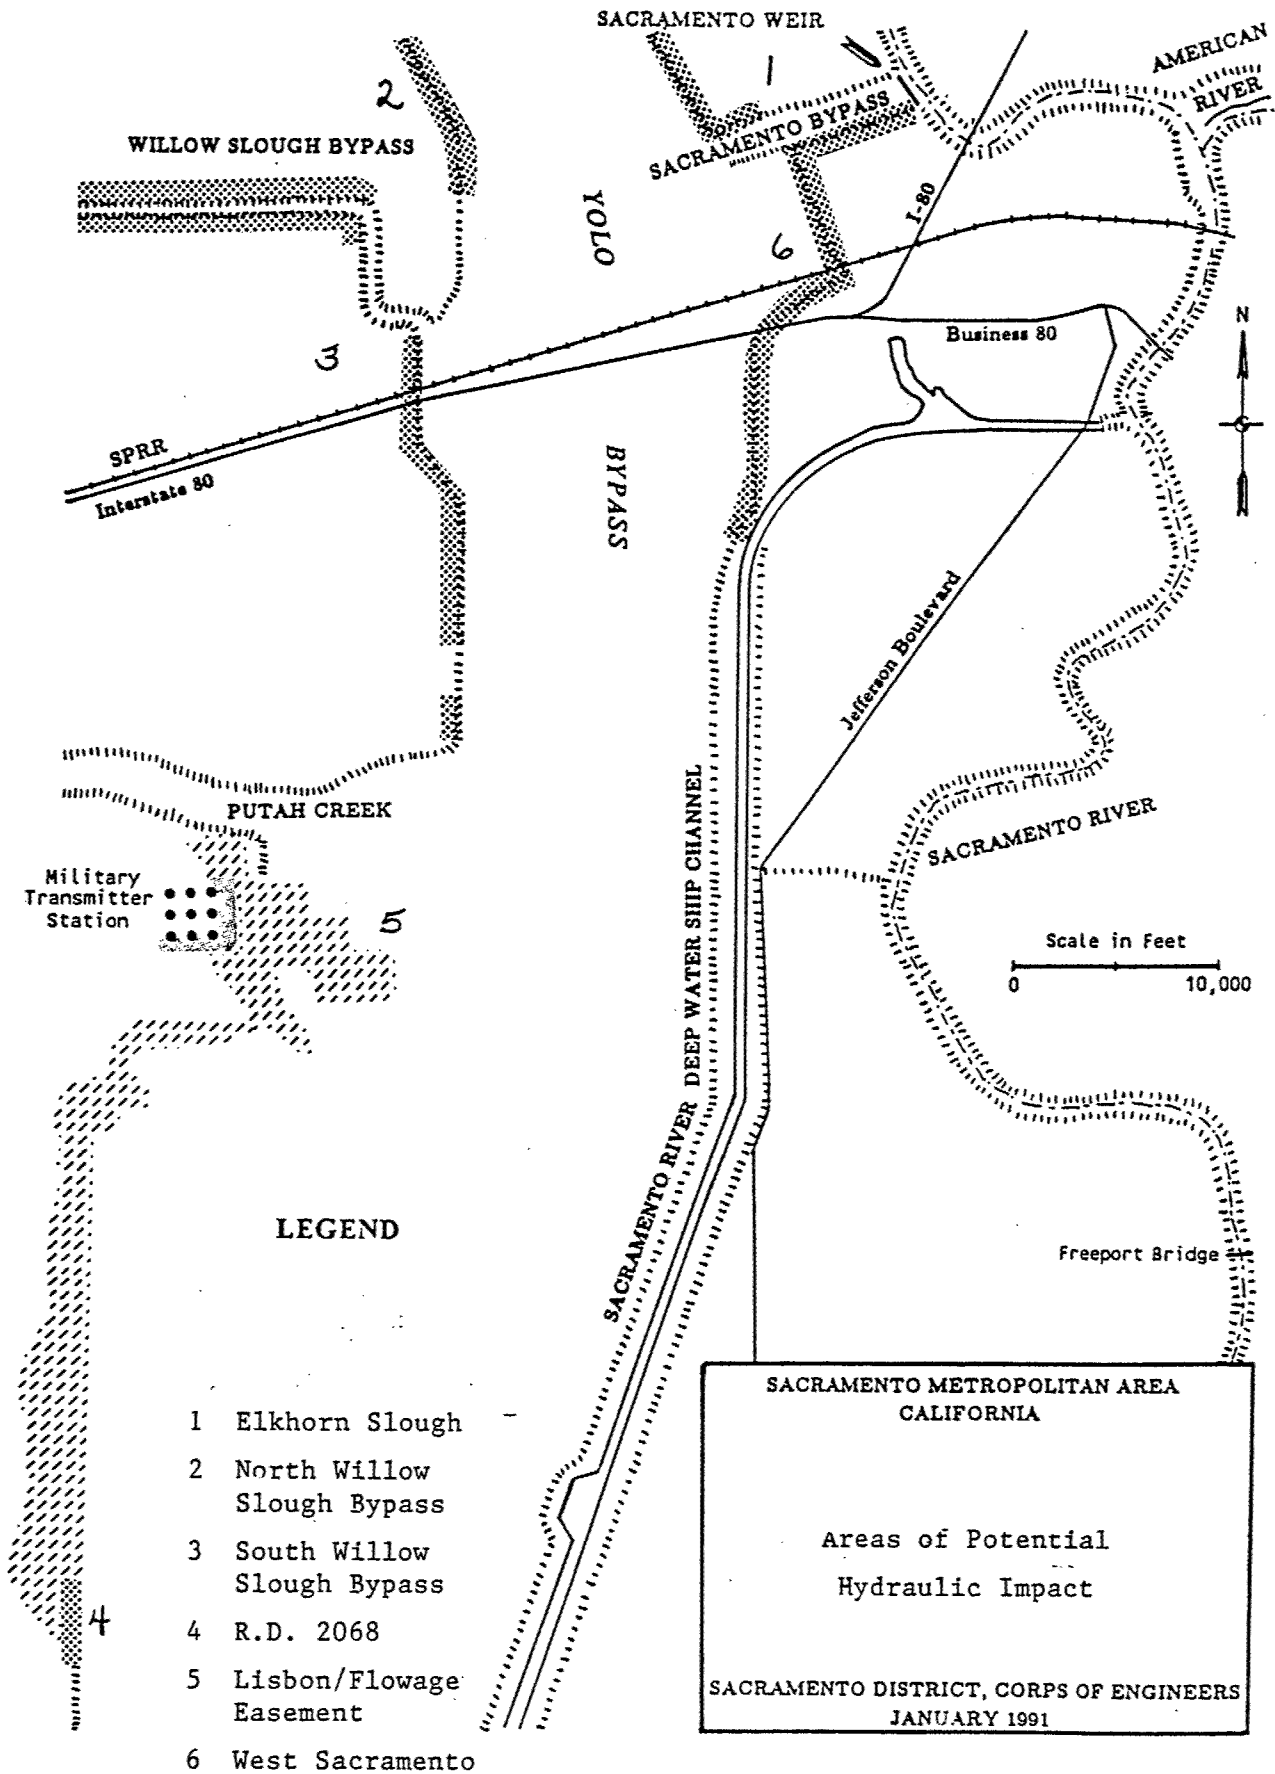 SACRAMENTO WEIR
AMERICAN
RIVER
1
2
WILLOW SLOUGH BYPASS
SACRAMENTO BYPASS
YOLO
I-80
6
N
Business 80
3
SPRR
Interstate 80
BYPASS
Jefferson Boulevard
PUTAH CREEK
SACRAMENTO RIVER
Military
Transmitter
Station
5
SACRAMENTO RIVER DEEP WATER SHIP CHANNEL
Scale in Feet
0 10,000
LEGEND
Freeport Bridge
1 Elkhorn Slough
2 North Willow
Slough Bypass
3 South Willow
Slough Bypass
4 R.D. 2068
5 Lisbon/Flowage
Easement
6 West Sacramento
4
SACRAMENTO METROPOLITAN AREA
CALIFORNIA
Areas of Potential
Hydraulic Impact
SACRAMENTO DISTRICT, CORPS OF ENGINEERS
JANUARY 1991